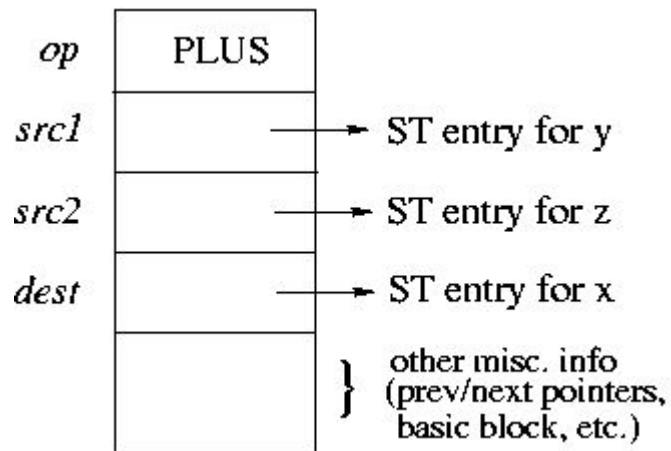 op PLUS
src1 ST entry for y
src2 ST entry for z
dest ST entry for x
other misc. info
(prev/next pointers,
basic block, etc.)